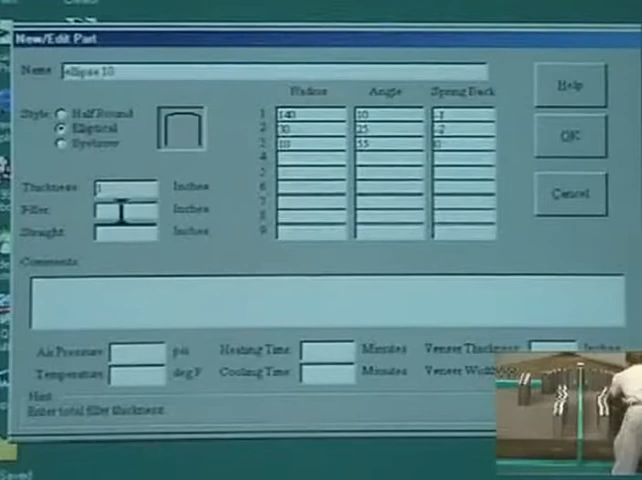 New/Edit Part
Name ellipse 10
Help
Radius Angle Spring Back
Style: Half Round
Elliptical
Eyebrow
1 140 10 -1
2 30 25 -2
3 10 55 0
4
5
6
7
8
9
OK
Cancel
Thickness: 1 Inches
Filler: Inches
Straight: Inches
Comments:
Air Pressure psi Heating Time Minutes Veneer Thickness Inches
Temperature deg F Cooling Time Minutes Veneer Width
Hint
Enter total filler thickness
Saved